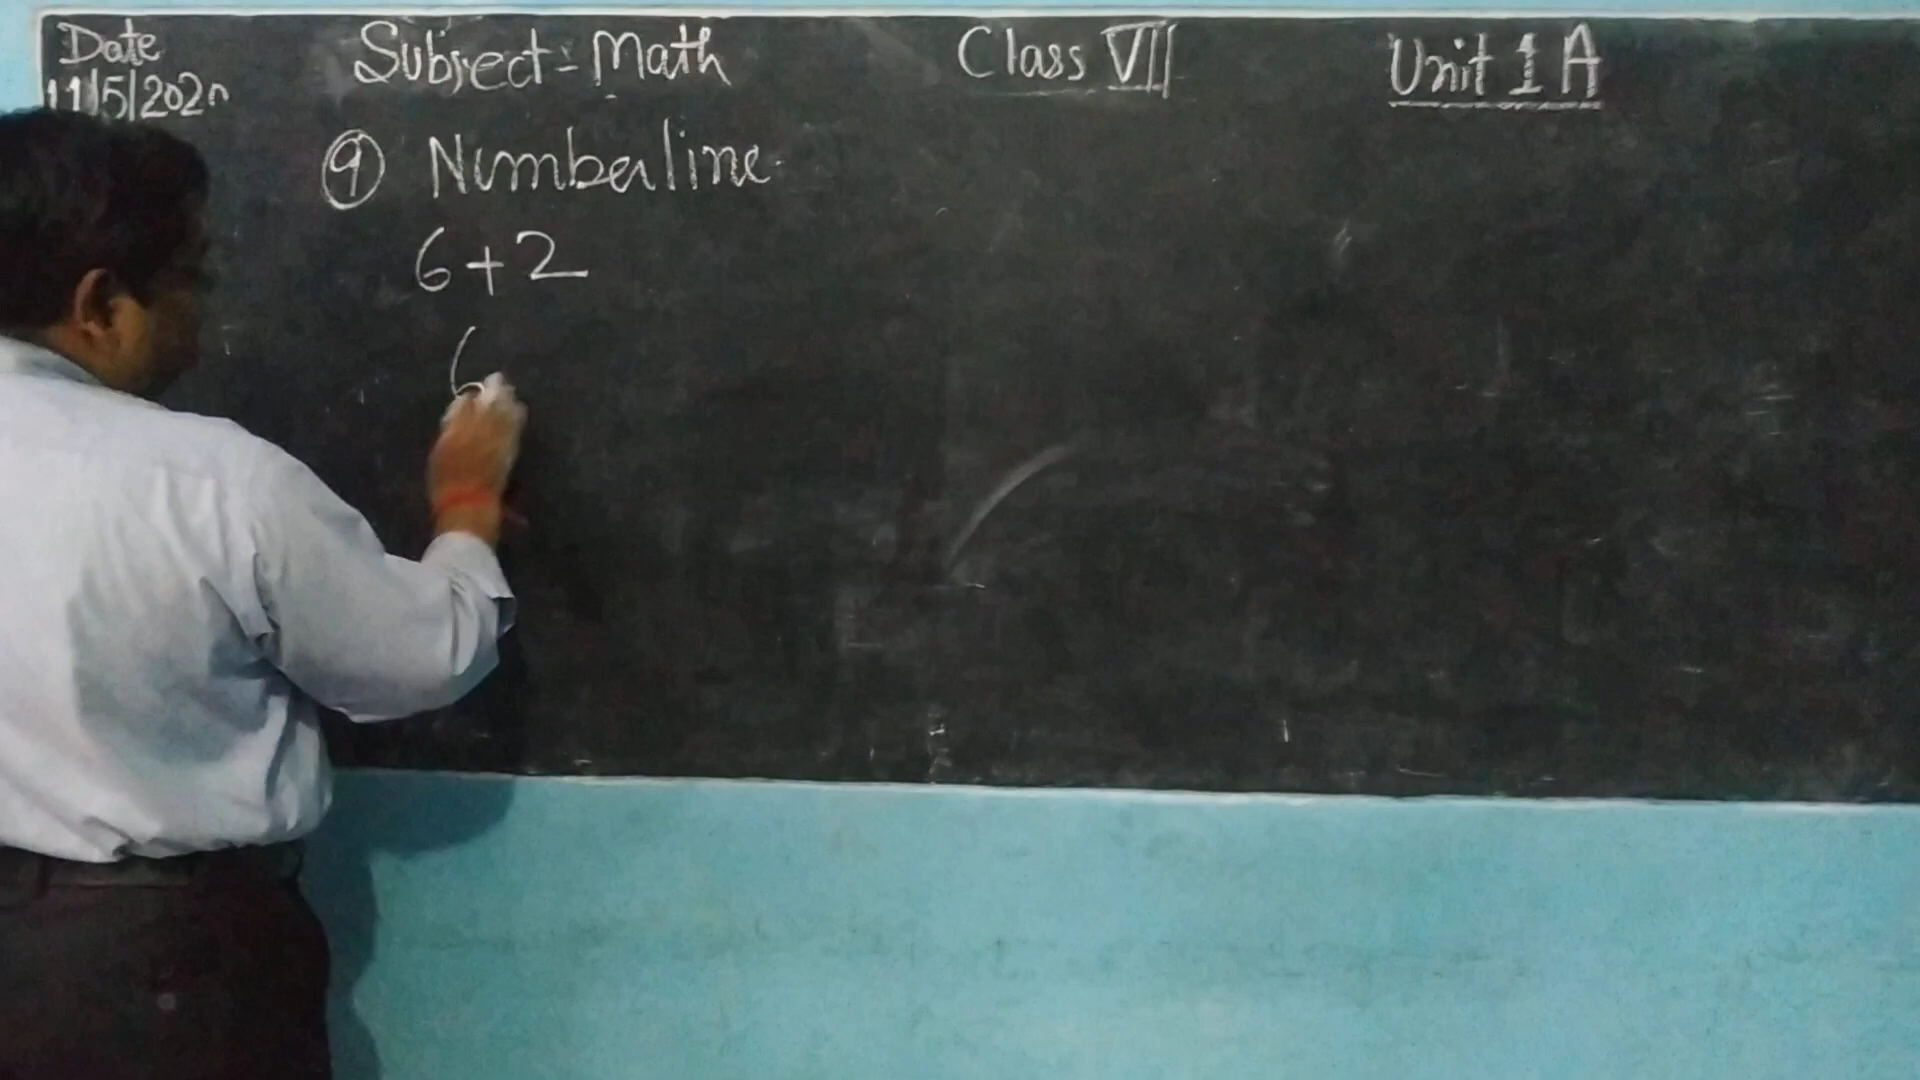 Date Subject = Math Class VII Unit 1 A
11/5/2020
9 Numberline
6+2
6